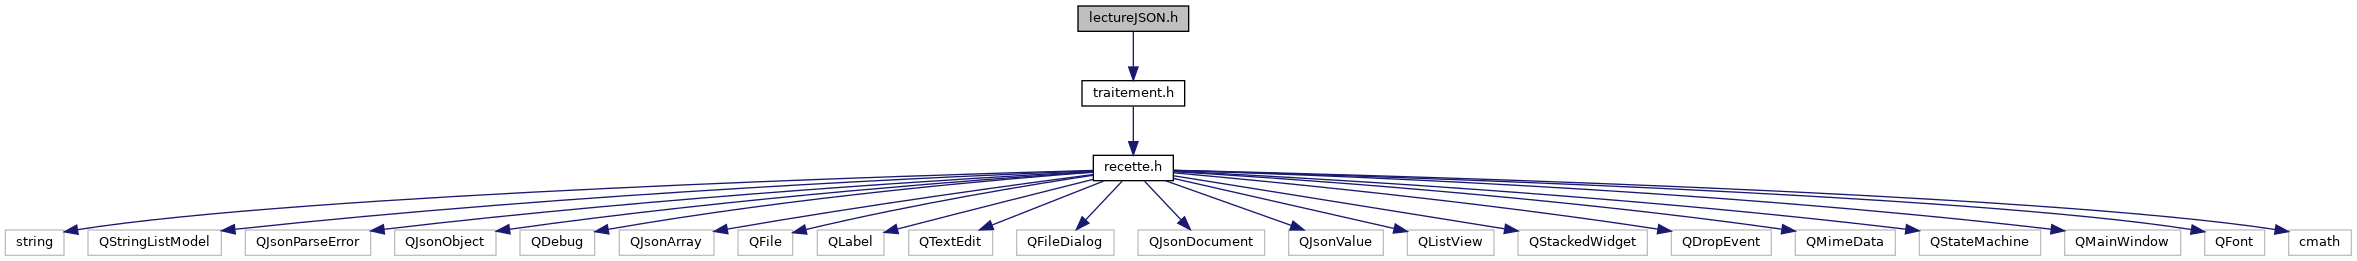 lectureJSON.h
traitement.h
recette.h
string
QStringListModel
QJsonParseError
QJsonObject
QDebug
QJsonArray
QFile
QLabel
QTextEdit
QFileDialog
QJsonDocument
QJsonValue
QListView
QStackedWidget
QDropEvent
QMimeData
QStateMachine
QMainWindow
QFont
cmath